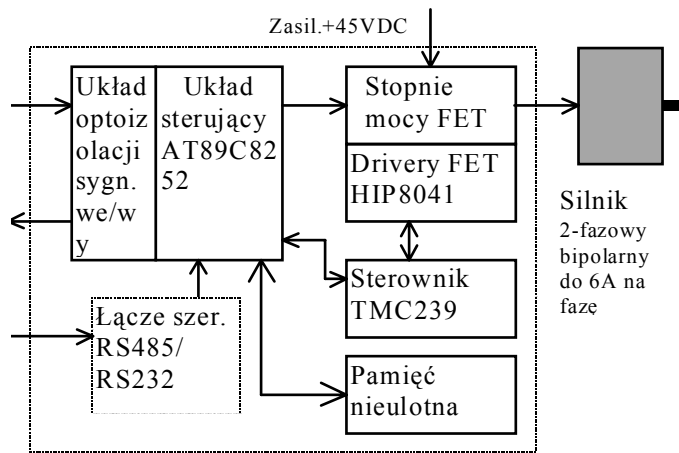 Zasil.+45VDC
Układ
optoiz
olacji
sygn.
we/w
y
Układ
sterujący
AT89C82
52
Stopnie
mocy FET
Drivery FET
HIP8041
Sterownik
TMC239
Pamięć
nieulotna
Łącze szer.
RS485/
RS232
Silnik
2-fazowy
bipolarny
do 6A na
fazę